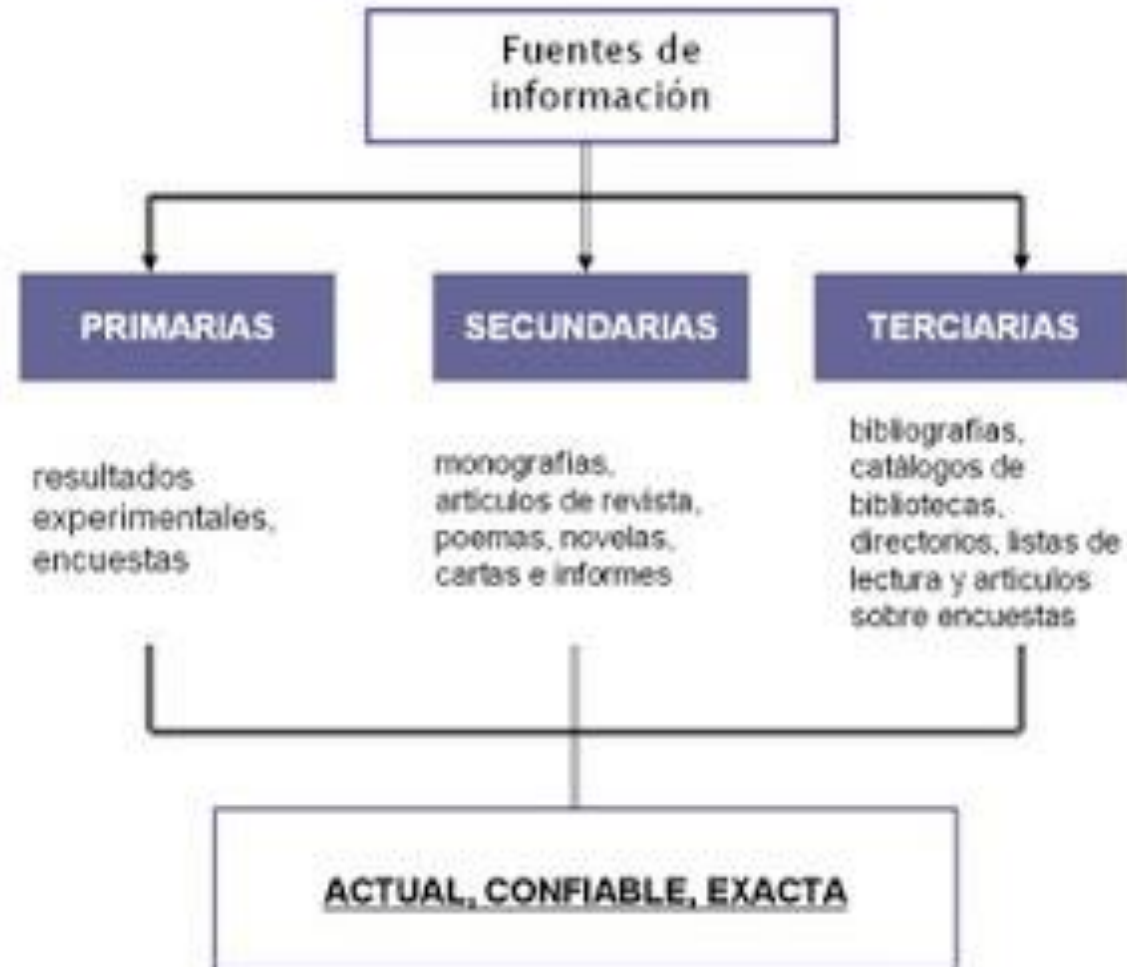 Fuentes de
información
PRIMARIAS
SECUNDARIAS
TERCIARIAS
resultados
experimentales,
encuestas
monografías,
artículos de revista,
poemas, novelas,
cartas e informes
bibliografías,
catálogos de
bibliotecas,
directorios, listas de
lectura y artículos
sobre encuestas
ACTUAL, CONFIABLE, EXACTA